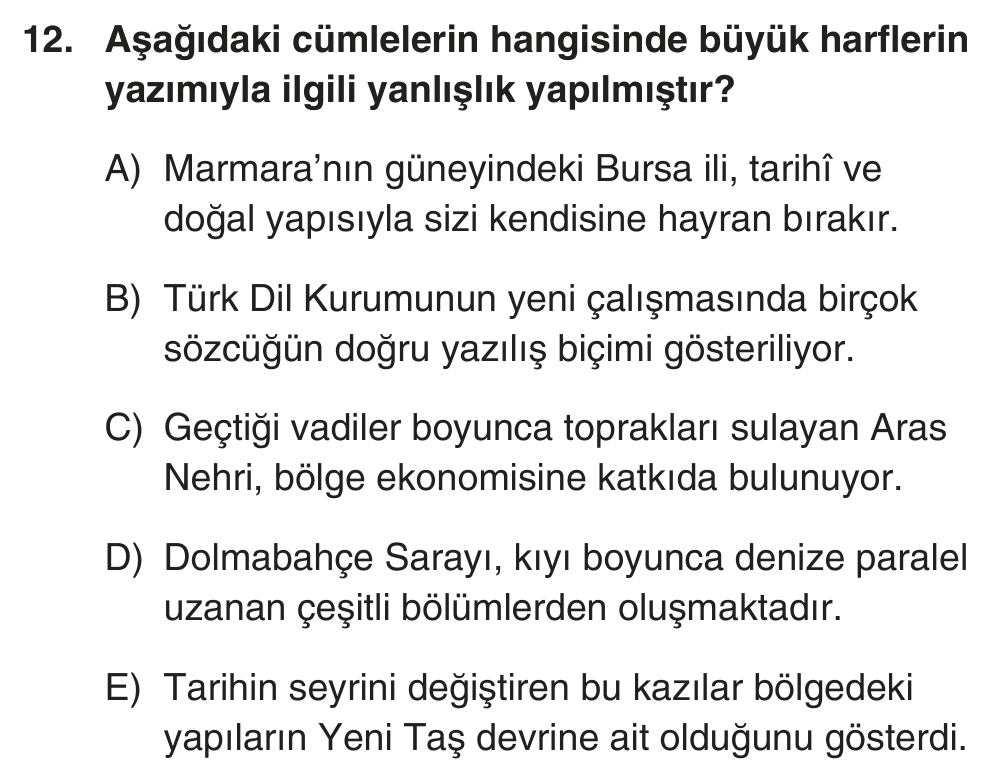 12. Aşağıdaki cümlelerin hangisinde büyük harflerin
yazımıyla ilgili yanlışlık yapılmıştır?
A) Marmara’nın güneyindeki Bursa ili, tarihî ve
doğal yapısıyla sizi kendisine hayran bırakır.
B) Türk Dil Kurumunun yeni çalışmasında birçok
sözcüğün doğru yazılış biçimi gösteriliyor.
C) Geçtiği vadiler boyunca toprakları sulayan Aras
Nehri, bölge ekonomisine katkıda bulunuyor.
D) Dolmabahçe Sarayı, kıyı boyunca denize paralel
uzanan çeşitli bölümlerden oluşmaktadır.
E) Tarihin seyrini değiştiren bu kazılar bölgedeki
yapıların Yeni Taş devrine ait olduğunu gösterdi.